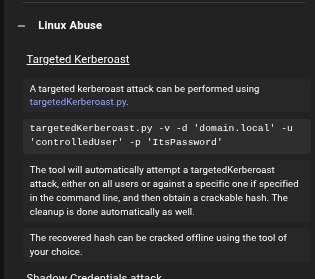 — Linux Abuse
Targeted Kerberoast
A targeted kerberoast attack can be performed using
targetedKerberoast.py.
targetedKerberoast.py -v -d 'domain.local' -u
'controlledUser' -p 'ItsPassword'
The tool will automatically attempt a targetedKerberoast
attack, either on all users or against a specific one if specified
in the command line, and then obtain a crackable hash. The
cleanup is done automatically as well.
The recovered hash can be cracked offline using the tool of
your choice.
Shadow Credentials attack